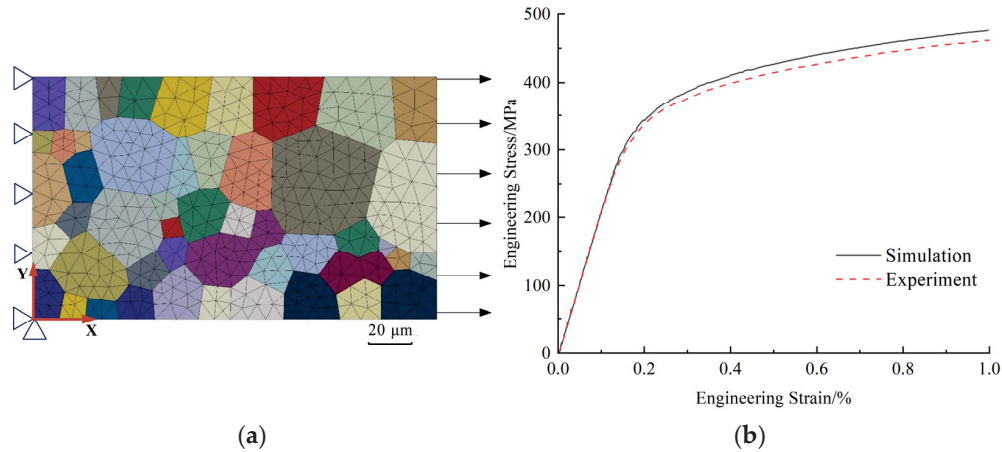 Y
X
20 μm
(a)
Engineering Stress/MPa
500
400
300
200
100
0
0.0 0.2 0.4 0.6 0.8 1.0
Engineering Strain/%
Simulation
Experiment
(b)